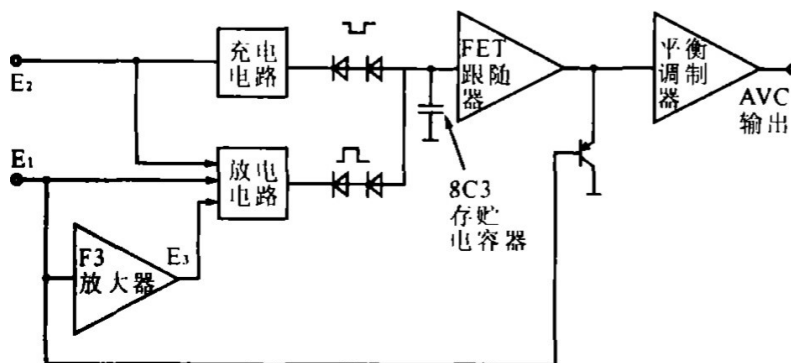 E₂
充电
电路
FET
跟随
器
平衡
调制
器
AVC
输出
E₁
放电
电路
8C3
存贮
电容器
F3
放大器
E₃